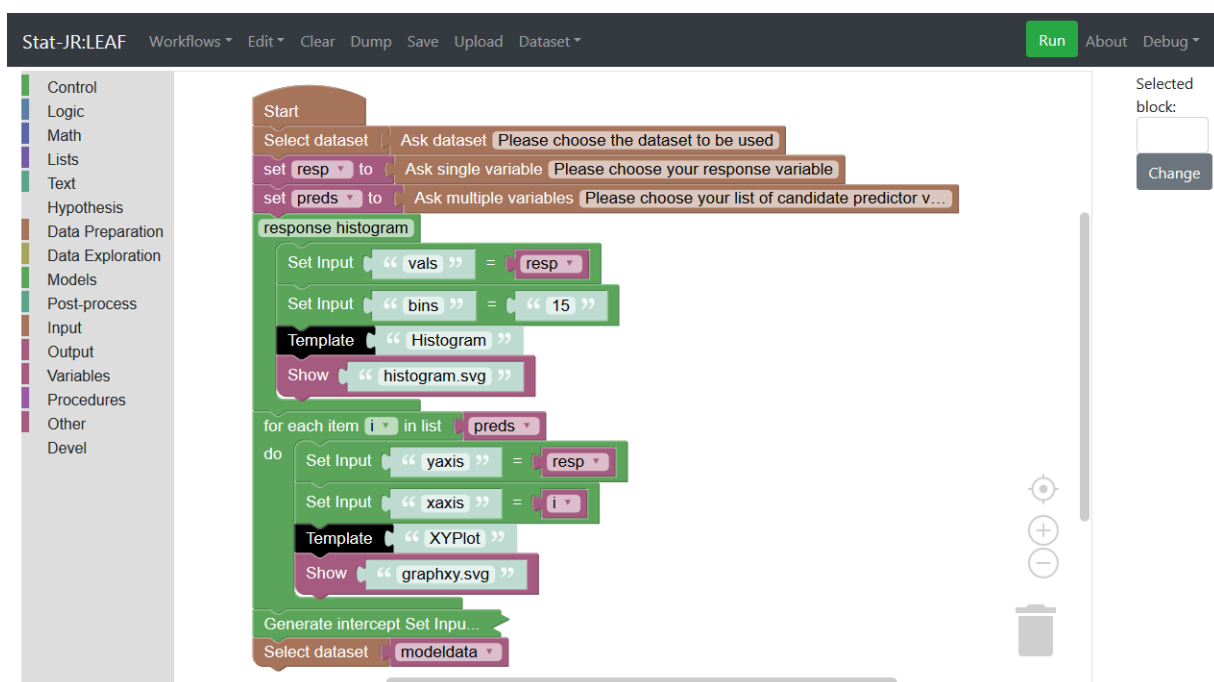 Stat-JR:LEAF Workflows Edit Clear Dump Save Upload Dataset Run About Debug
Control
Logic
Math
Lists
Text
Hypothesis
Data Preparation
Data Exploration
Models
Post-process
Input
Output
Variables
Procedures
Other
Devel
Start
Select dataset Ask dataset Please choose the dataset to be used
set resp to Ask single variable Please choose your response variable
set preds to Ask multiple variables Please choose your list of candidate predictor v...
response histogram
Set Input “ vals ” = resp
Set Input “ bins ” = “ 15 ”
Template “ Histogram ”
Show “ histogram.svg ”
for each item i in list preds
do Set Input “ yaxis ” = resp
Set Input “ xaxis ” = i
Template “ XYPlot ”
Show “ graphxy.svg ”
Generate intercept Set Inpu...
Select dataset modeldata
Selected
block:
Change